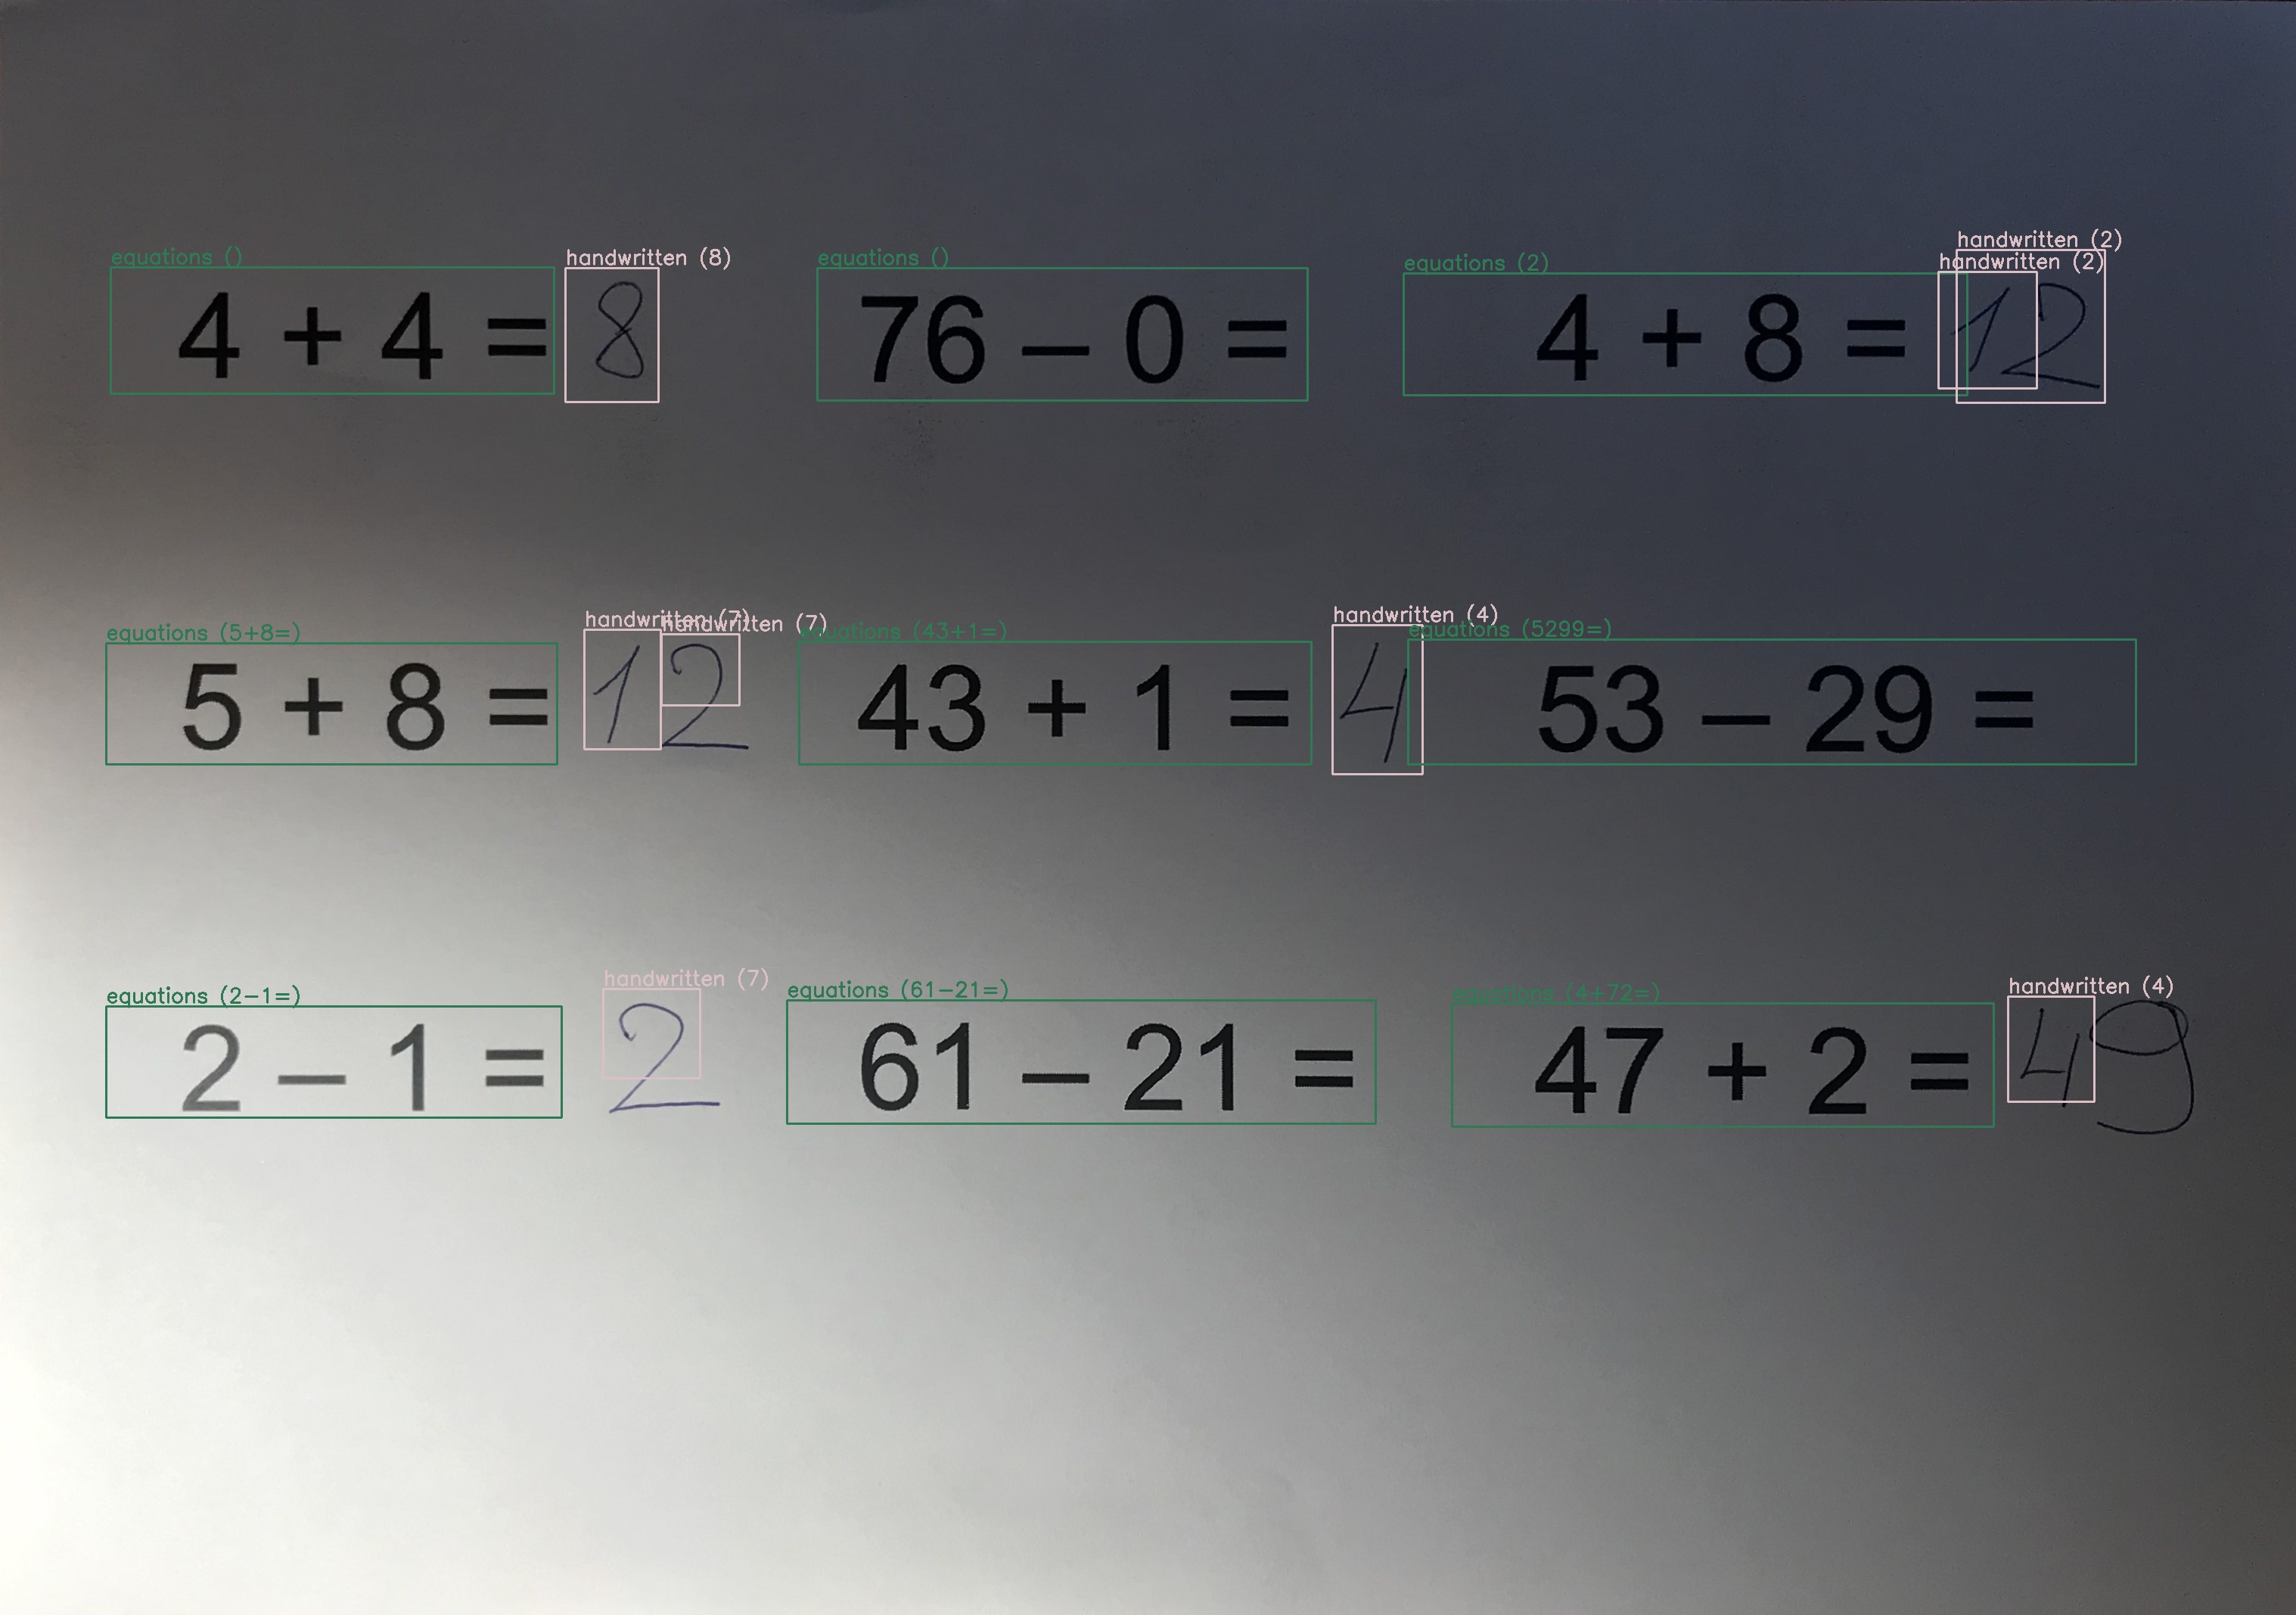 equations () handwritten (8) equations () equations (2) handwritten (2) handwritten (2)
4 + 4 = 8 76 – 0 = 4 + 8 = 12
equations (5+8=) handwritten (7) handwritten (7) equations (43+1=) handwritten (4) equations (5299=)
5 + 8 = 12 43 + 1 = 4 53 – 29 =
equations (2-1=) handwritten (7) equations (61-21=) equations (4+72=) handwritten (4)
2 – 1 = 2 61 – 21 = 47 + 2 = 49